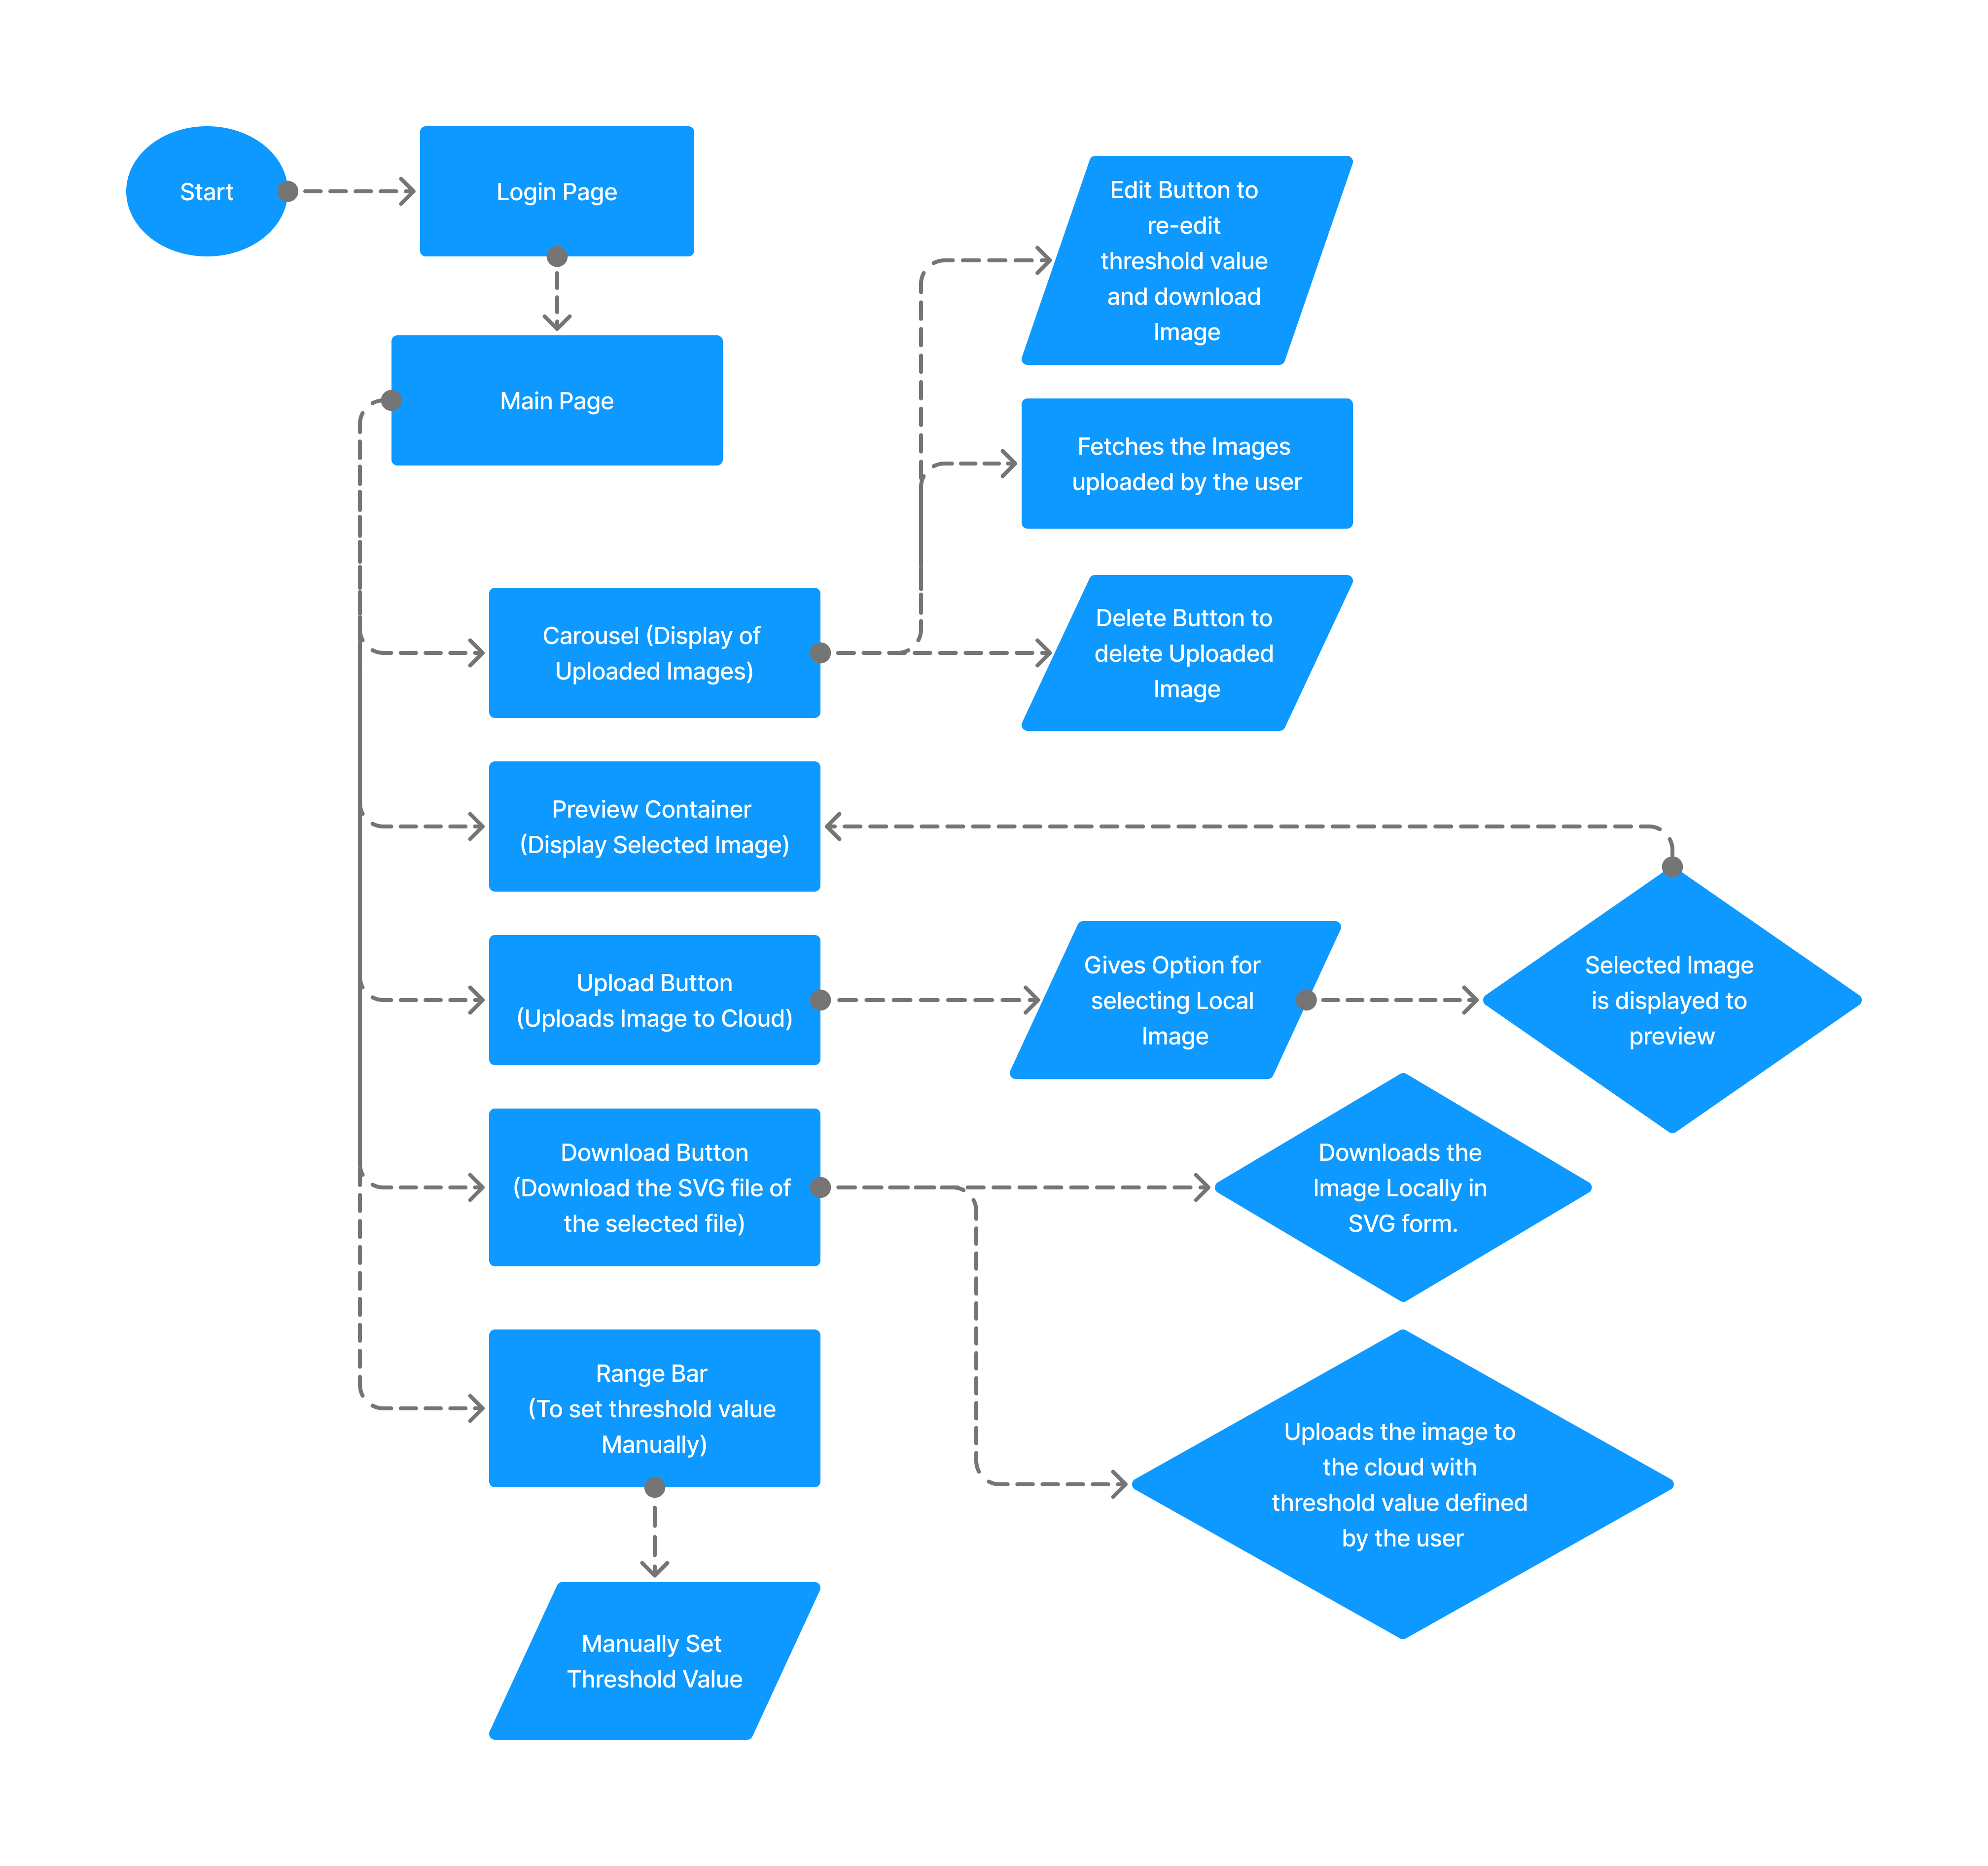 Start
Login Page
Main Page
Edit Button to
re-edit
threshold value
and download
Image
Fetches the Images
uploaded by the user
Carousel (Display of
Uploaded Images)
Delete Button to
delete Uploaded
Image
Preview Container
(Display Selected Image)
Upload Button
(Uploads Image to Cloud)
Gives Option for
selecting Local
Image
Selected Image
is displayed to
preview
Download Button
(Download the SVG file of
the selected file)
Downloads the
Image Locally in
SVG form.
Range Bar
(To set threshold value
Manually)
Uploads the image to
the cloud with
threshold value defined
by the user
Manually Set
Threshold Value